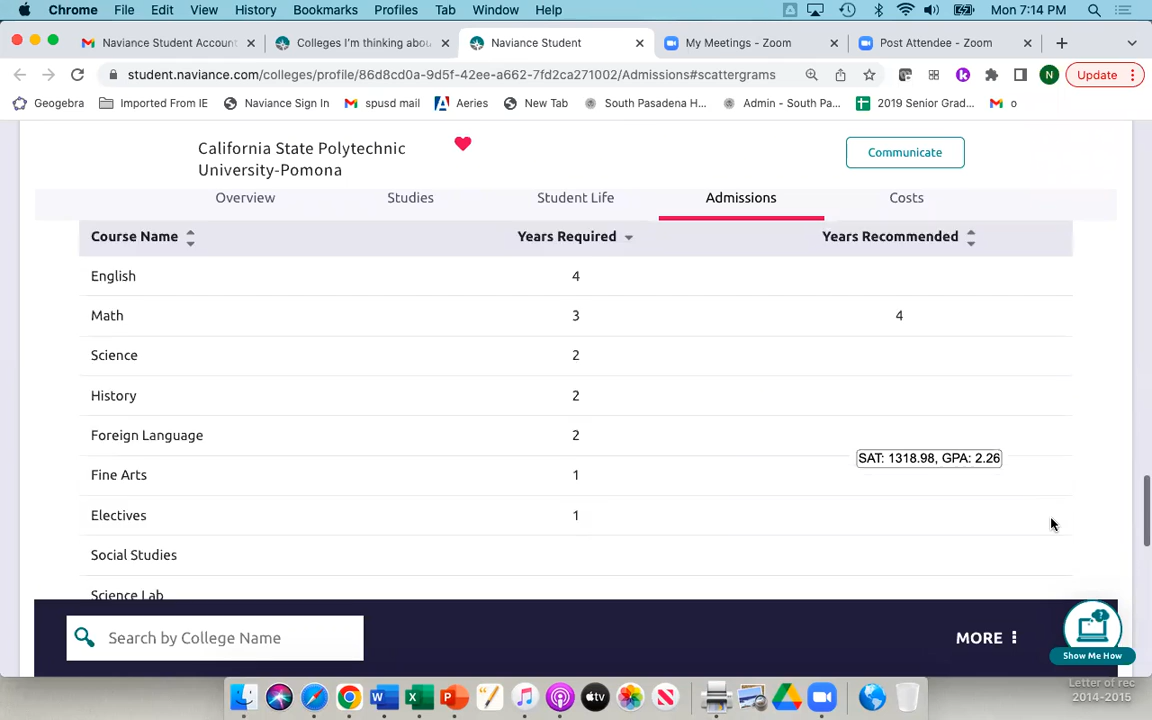 Chrome File Edit View History Bookmarks Profiles Tab Window Help Mon 7:14 PM
Naviance Student Account Colleges I'm thinking abou Naviance Student My Meetings - Zoom Post Attendee - Zoom
student.naviance.com/colleges/profile/86d8cd0a-9d5f-42ee-a662-7fd2ca271002/Admissions#scattergrams N Update
Geogebra Imported From IE Naviance Sign In spusd mail Aeries New Tab South Pasadena H... Admin - South Pa... 2019 Senior Grad... o
California State Polytechnic
University-Pomona
Communicate
Overview Studies Student Life Admissions Costs
Course Name Years Required Years Recommended
English 4
Math 3 4
Science 2
History 2
Foreign Language 2
SAT: 1318.98, GPA: 2.26
Fine Arts 1
Electives 1
Social Studies
Science Lab
Search by College Name MORE
Show Me How
Letter of rec
2014-2015